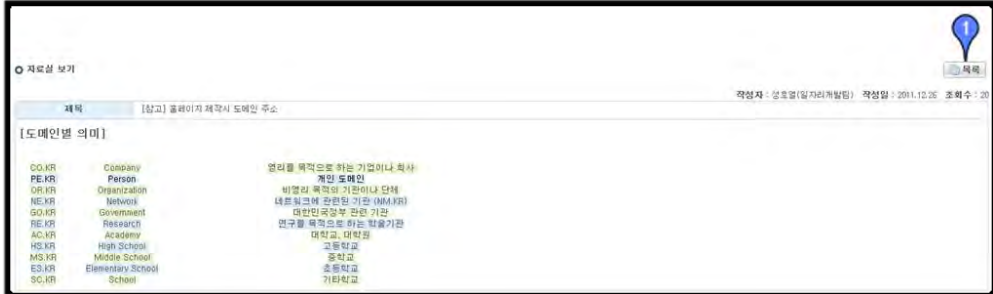 1
자료실 보기
목록
작성자 : 성호열(일자리개발팀) 작성일 : 2011.12.26 조회수 : 20
제목 [참고] 홈페이지 제작시 도메인 주소
[도메인별 의미]
CO.KR Company 영리를 목적으로 하는 기업이나 회사
PE.KR Person 개인 도메인
OR.KR Organization 비영리 목적의 기관이나 단체
NE.KR Network 네트워크에 관련된 기관 (NM.KR)
GO.KR Government 대한민국정부 관련 기관
RE.KR Research 연구를 목적으로 하는 학술기관
AC.KR Academy 대학교, 대학원
HS.KR High School 고등학교
MS.KR Middle School 중학교
ES.KR Elementary School 초등학교
SC.KR School 기타학교